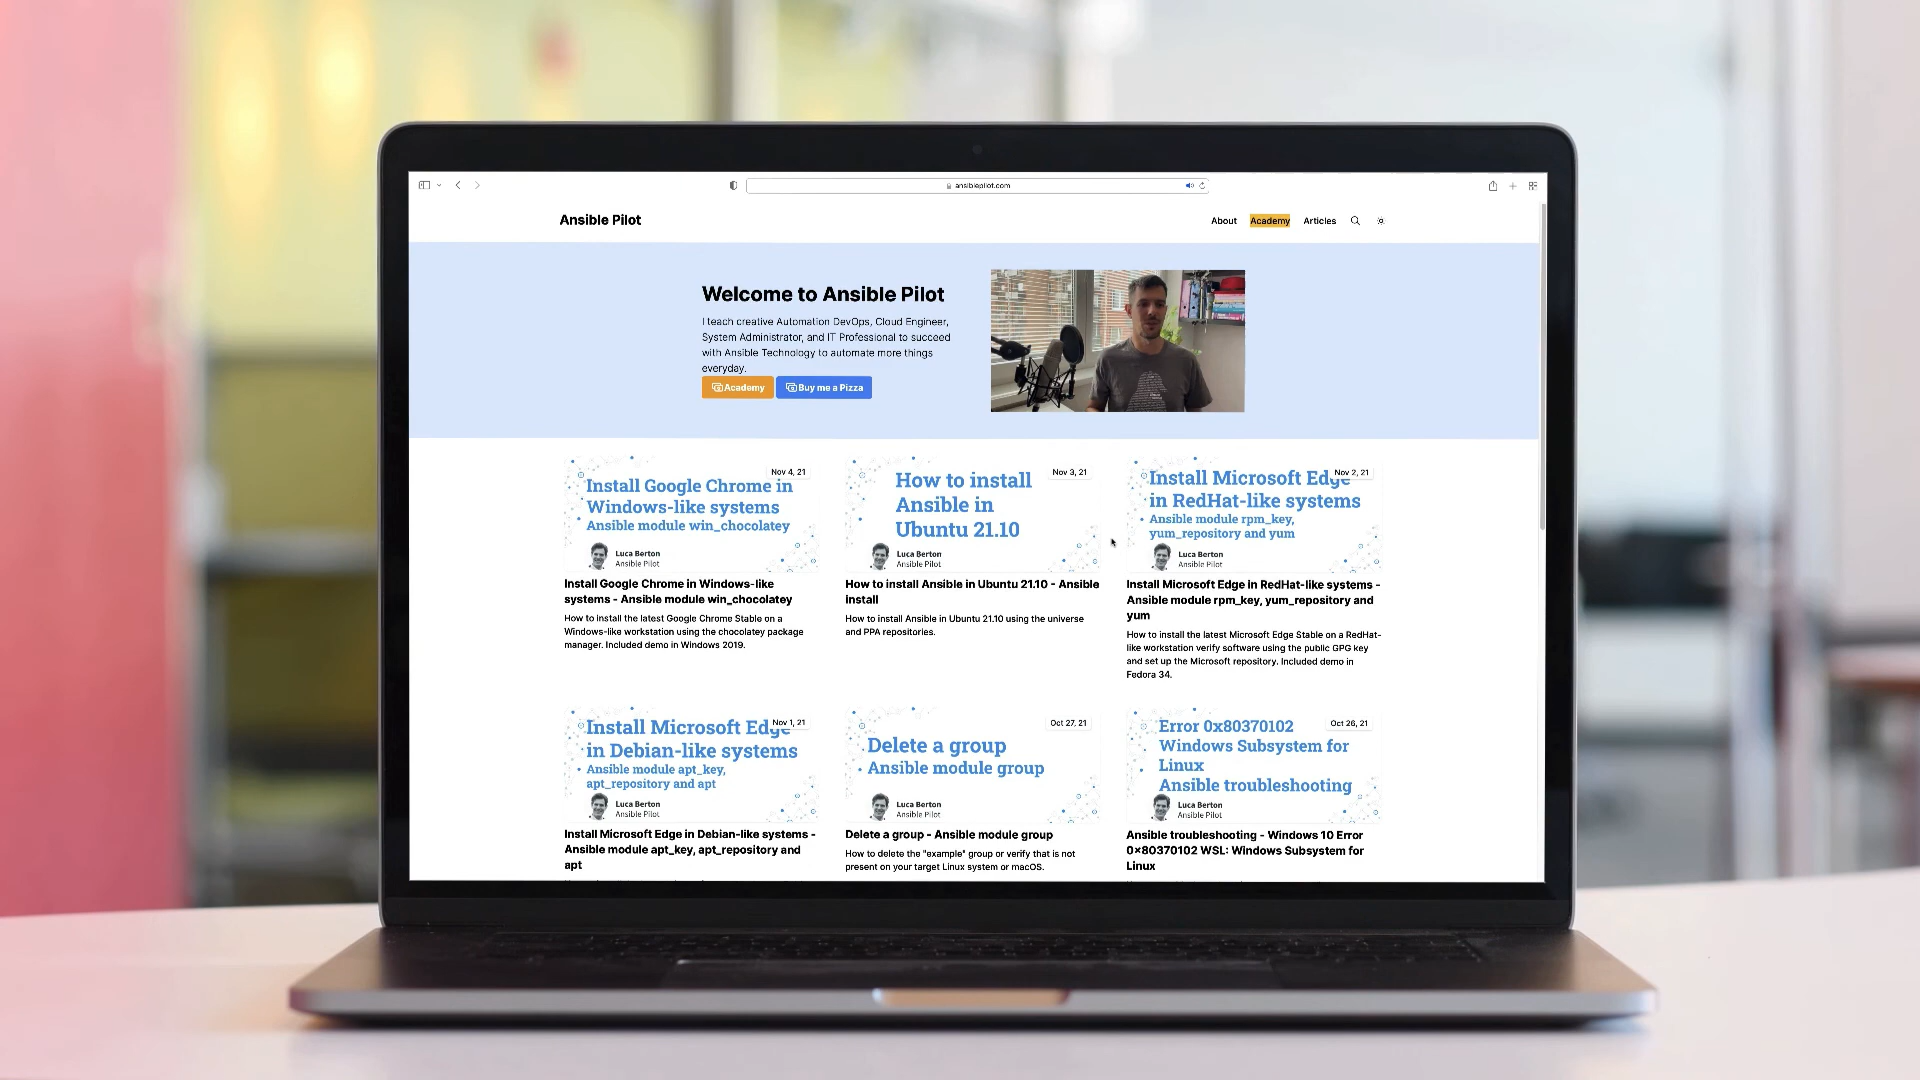 ansiblepilot.com
Ansible Pilot
About Academy Articles
Welcome to Ansible Pilot
I teach creative Automation DevOps, Cloud Engineer,
System Administrator, and IT Professional to succeed
with Ansible Technology to automate more things
everyday.
Academy Buy me a Pizza
Nov 4, 21
Install Google Chrome in
Windows-like systems
Ansible module win_chocolatey
Luca Berton
Ansible Pilot
Install Google Chrome in Windows-like
systems - Ansible module win_chocolatey
How to install the latest Google Chrome Stable on a
Windows-like workstation using the chocolatey package
manager. Included demo in Windows 2019.
Nov 3, 21
How to install
Ansible in
Ubuntu 21.10
Luca Berton
Ansible Pilot
How to install Ansible in Ubuntu 21.10 - Ansible
install
How to install Ansible in Ubuntu 21.10 using the universe
and PPA repositories.
Nov 2, 21
Install Microsoft Edge
in RedHat-like systems
Ansible module rpm_key,
yum_repository and yum
Luca Berton
Ansible Pilot
Install Microsoft Edge in RedHat-like systems -
Ansible module rpm_key, yum_repository and
yum
How to install the latest Microsoft Edge Stable on a RedHat-
like workstation verify software using the public GPG key
and set up the Microsoft repository. Included demo in
Fedora 34.
Nov 1, 21
Install Microsoft Edge
in Debian-like systems
Ansible module apt_key,
apt_repository and apt
Luca Berton
Ansible Pilot
Install Microsoft Edge in Debian-like systems -
Ansible module apt_key, apt_repository and
apt
Oct 27, 21
Delete a group
Ansible module group
Luca Berton
Ansible Pilot
Delete a group - Ansible module group
How to delete the "example" group or verify that is not
present on your target Linux system or macOS.
Oct 26, 21
Error 0x80370102
Windows Subsystem for
Linux
Ansible troubleshooting
Luca Berton
Ansible Pilot
Ansible troubleshooting - Windows 10 Error
0x80370102 WSL: Windows Subsystem for
Linux